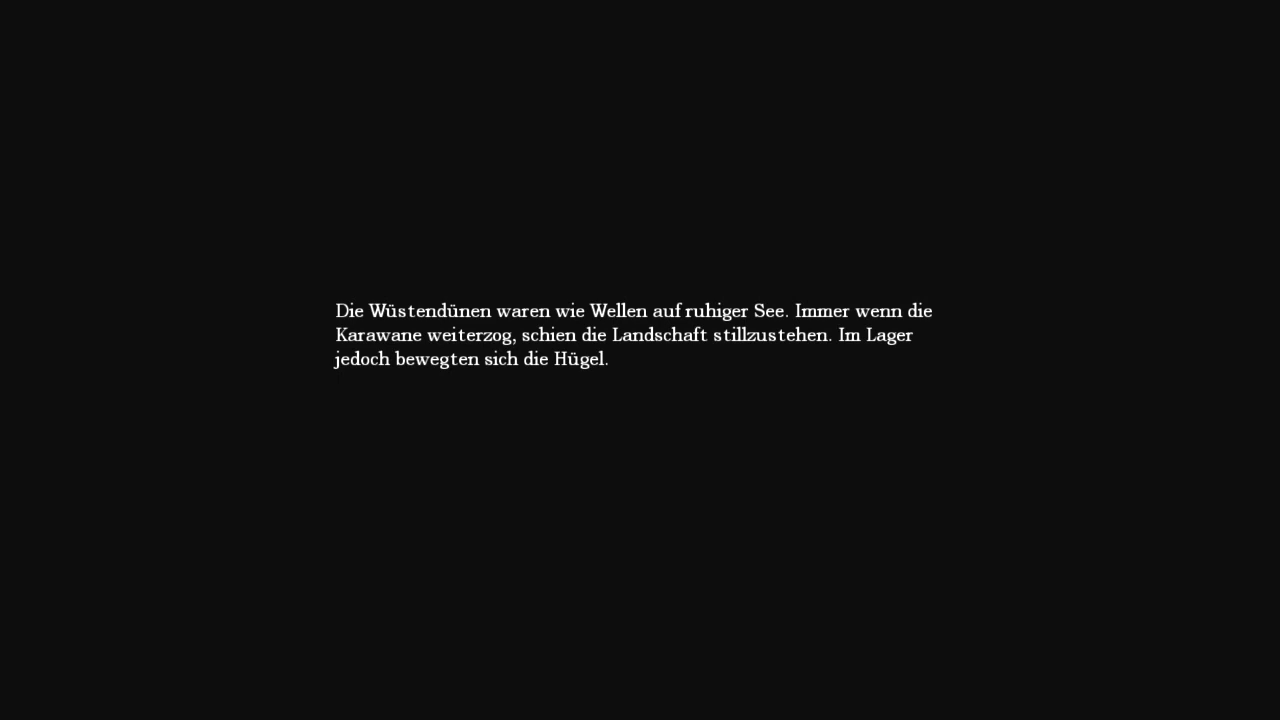 Die Wüstendünen waren wie Wellen auf ruhiger See. Immer wenn die
Karawane weiterzog, schien die Landschaft stillzustehen. Im Lager
jedoch bewegten sich die Hügel.